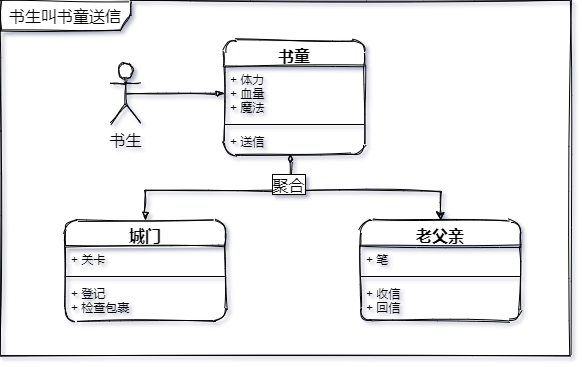 书生叫书童送信
书童
+ 体力
+ 血量
+ 魔法
+ 送信
书生
聚合
城门
+ 关卡
+ 登记
+ 检查包裹
老父亲
+ 笔
+ 收信
+ 回信